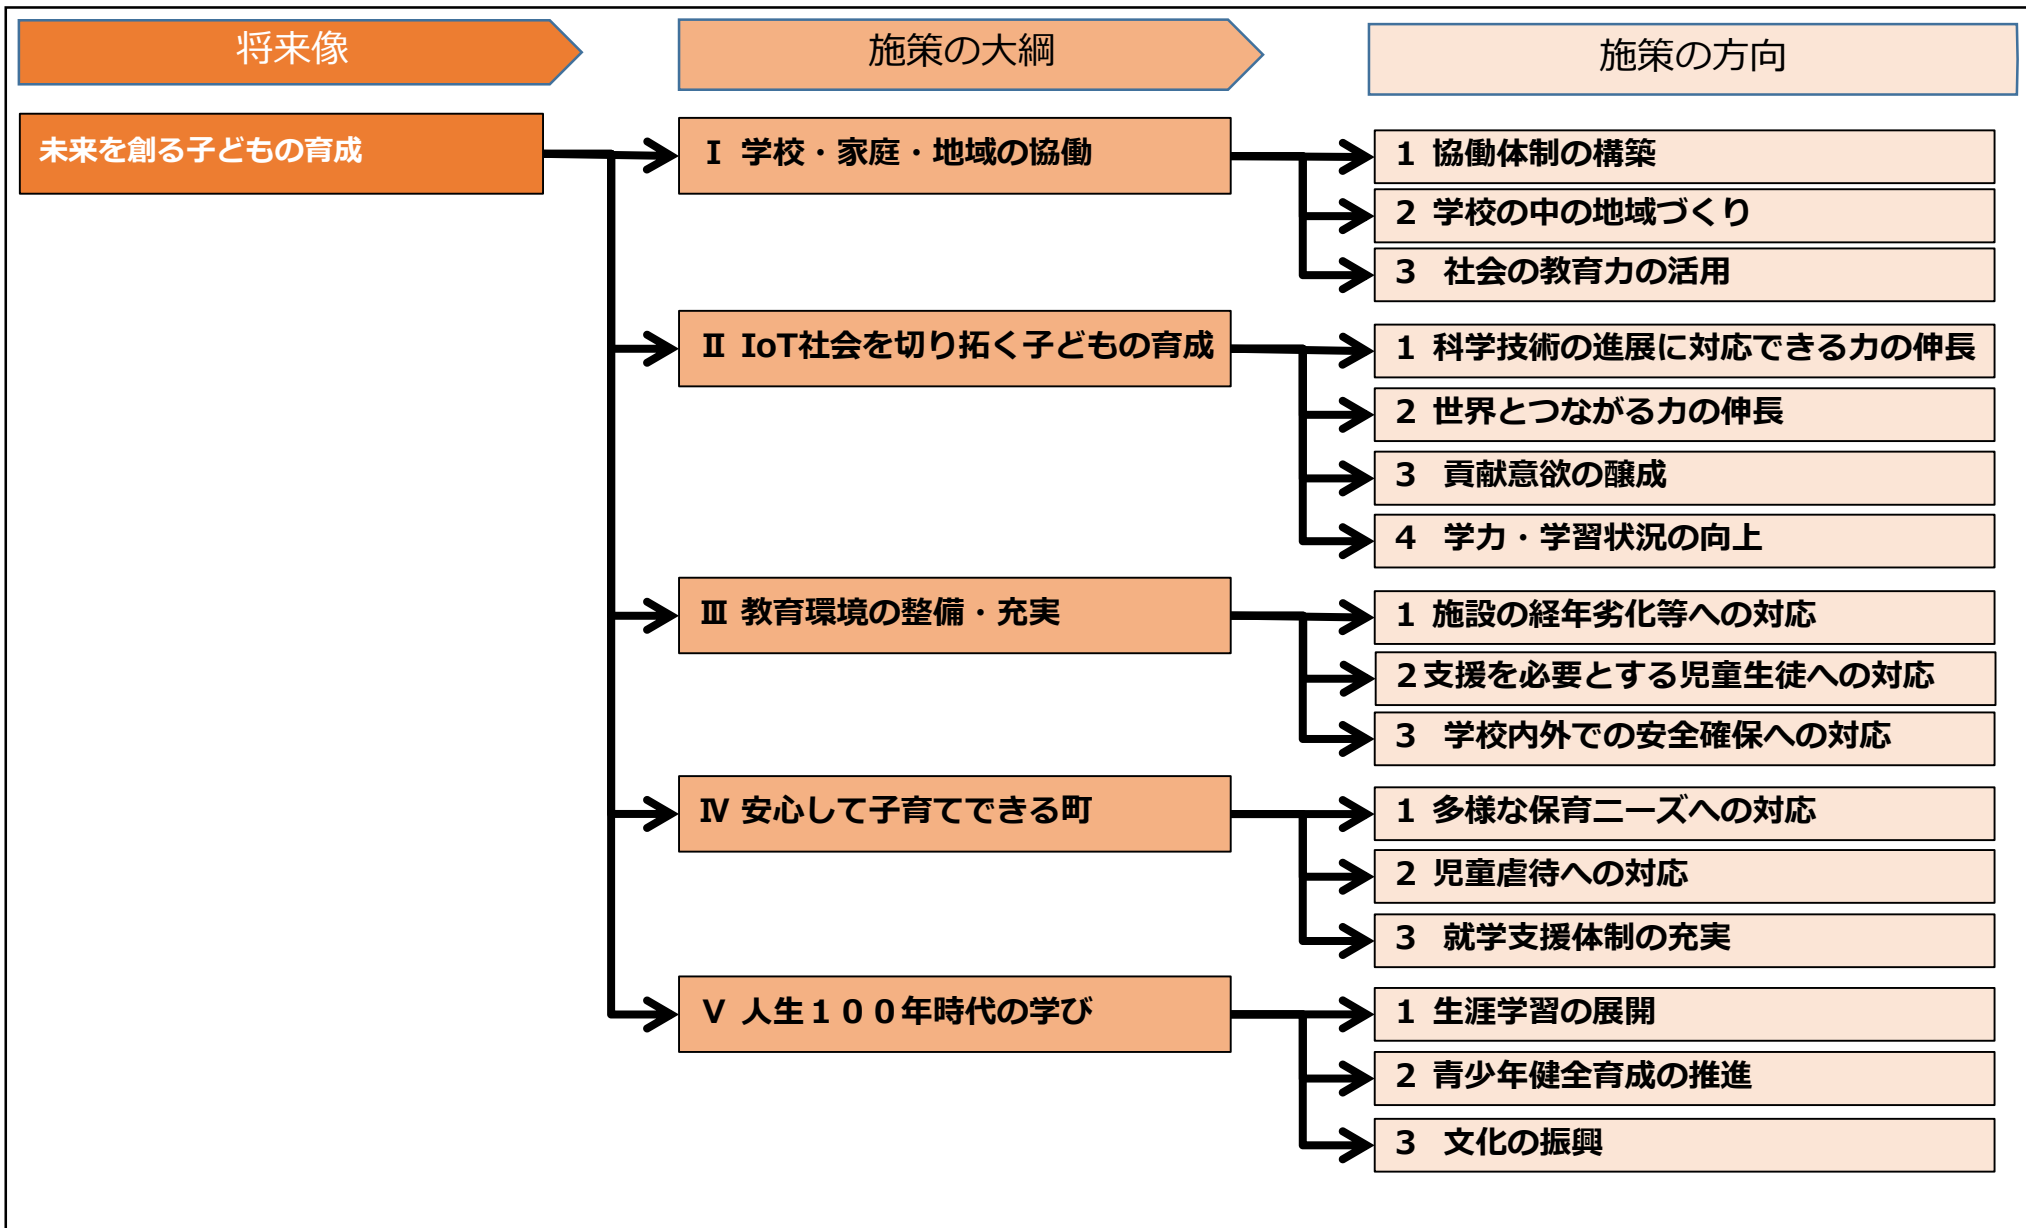 将来像
施策の大綱
施策の方向
未来を創る子どもの育成
Ⅰ 学校・家庭・地域の協働
1 協働体制の構築
2 学校の中の地域づくり
3 社会の教育力の活用
Ⅱ IoT社会を切り拓く子どもの育成
1 科学技術の進展に対応できる力の伸長
2 世界とつながる力の伸長
3 貢献意欲の醸成
4 学力・学習状況の向上
Ⅲ 教育環境の整備・充実
1 施設の経年劣化等への対応
2支援を必要とする児童生徒への対応
3 学校内外での安全確保への対応
Ⅳ 安心して子育てできる町
1 多様な保育ニーズへの対応
2 児童虐待への対応
3 就学支援体制の充実
Ⅴ 人生１００年時代の学び
1 生涯学習の展開
2 青少年健全育成の推進
3 文化の振興